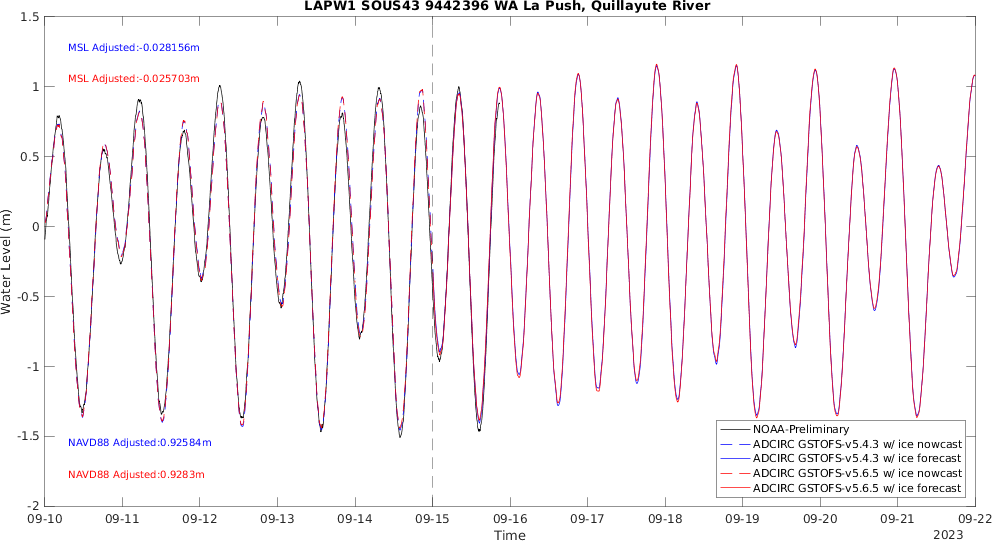 LAPW1 SOUS43 9442396 WA La Push, Quillayute River
1.5
1
0.5
0
-0.5
-1
-1.5
-2
Water Level (m)
MSL Adjusted:-0.028156m
MSL Adjusted:-0.025703m
NAVD88 Adjusted:0.92584m
NAVD88 Adjusted:0.9283m
NOAA-Preliminary
ADCIRC GSTOFS-v5.4.3 w/ ice nowcast
ADCIRC GSTOFS-v5.4.3 w/ ice forecast
ADCIRC GSTOFS-v5.6.5 w/ ice nowcast
ADCIRC GSTOFS-v5.6.5 w/ ice forecast
09-10 09-11 09-12 09-13 09-14 09-15 09-16 09-17 09-18 09-19 09-20 09-21 09-22
Time
2023